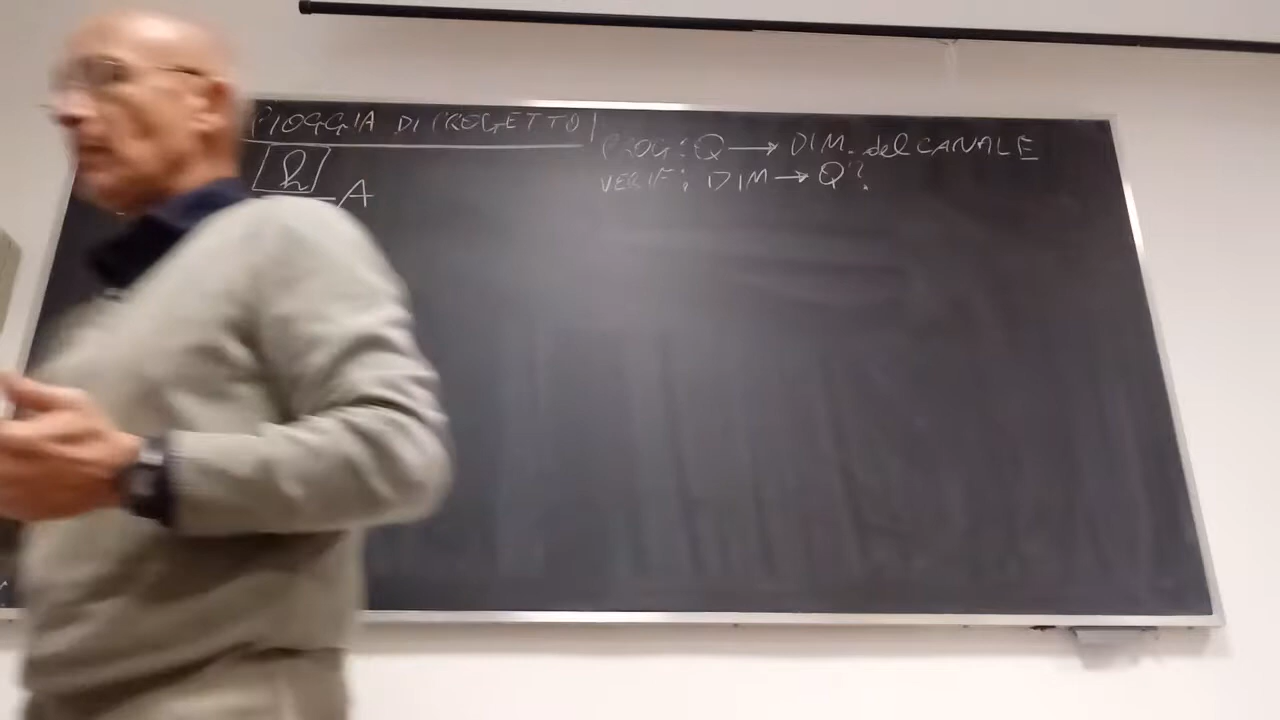 PIOGGIA DI PROGETTO
h
A
PROG: Q → DIM. del CANALE
VERIF: DIM → Q?